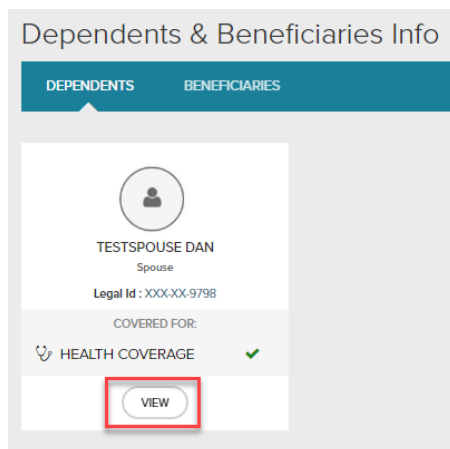 Dependents & Beneficiaries Info
DEPENDENTS BENEFICIARIES
TESTSPOUSE DAN
Spouse
Legal Id : XXX-XX-9798
COVERED FOR:
HEALTH COVERAGE
VIEW